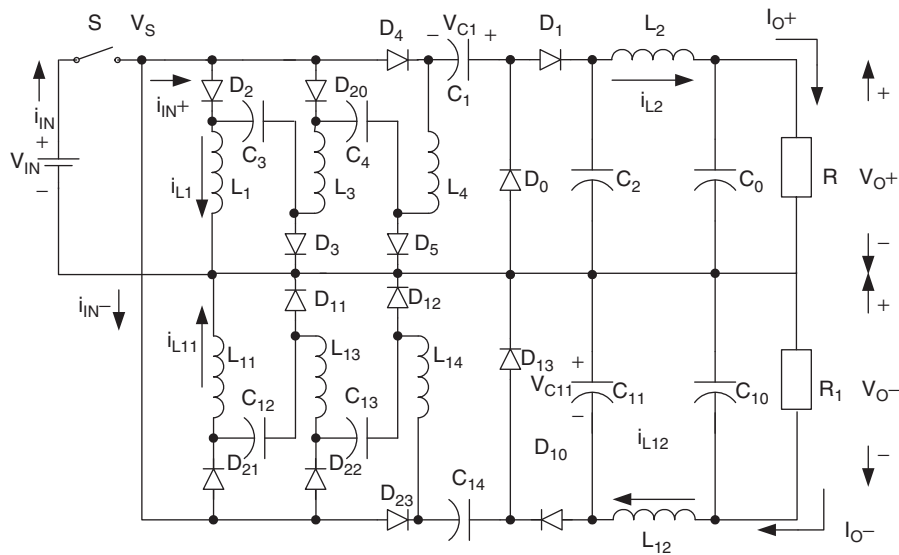 S V_S D_4 V_C1 D_1 L_2 I_O+
− +
i_IN i_IN+ D_2 D_20 C_1 i_L2 +
+ C_3 C_4
V_IN i_L1 L_1 L_3 L_4 D_0 C_2 C_0 R V_O+
−
D_3 D_5 −
i_IN− D_11 D_12 +
i_L11 L_11 L_13 L_14 D_13 +
C_12 C_13 V_C11 C_11 C_10 R_1 V_O−
−
D_21 D_22 D_10 i_L12 −
D_23 C_14
L_12 I_O−